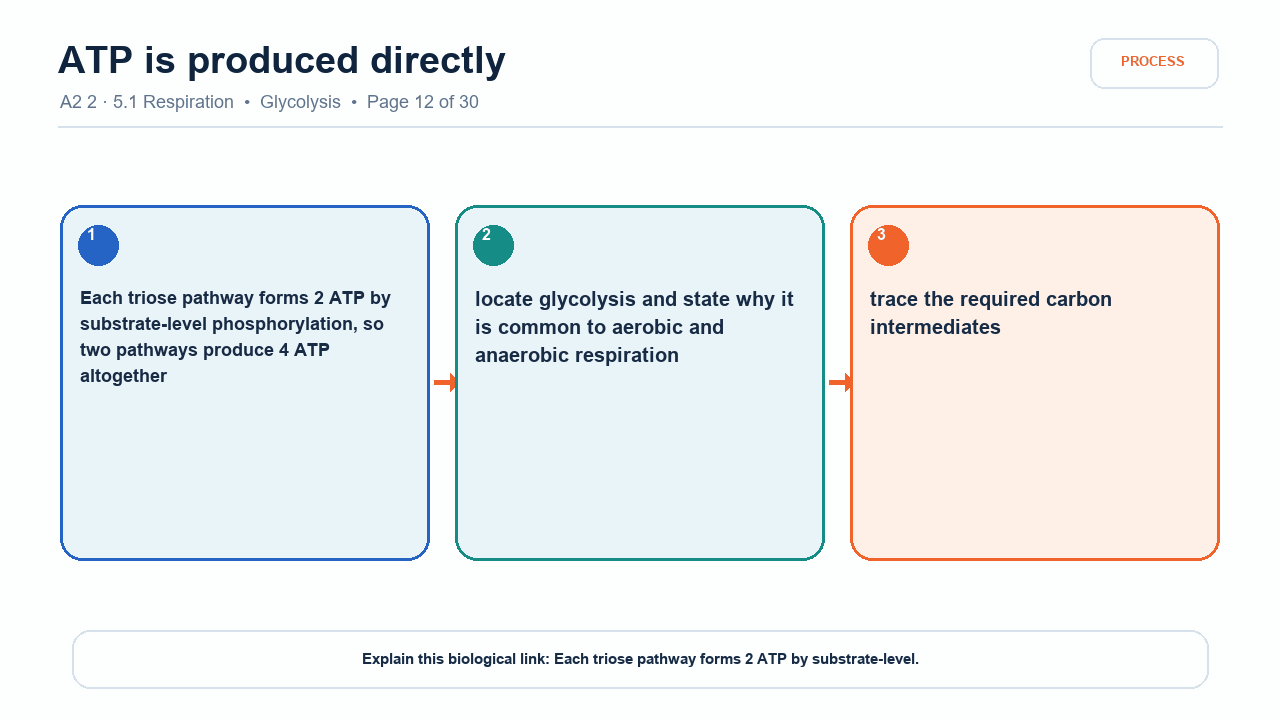 ATP is produced directly
PROCESS
A2 2 · 5.1 Respiration • Glycolysis • Page 12 of 30
1
Each triose pathway forms 2 ATP by
substrate-level phosphorylation, so
two pathways produce 4 ATP
altogether
2
locate glycolysis and state why it
is common to aerobic and
anaerobic respiration
3
trace the required carbon
intermediates
Explain this biological link: Each triose pathway forms 2 ATP by substrate-level.